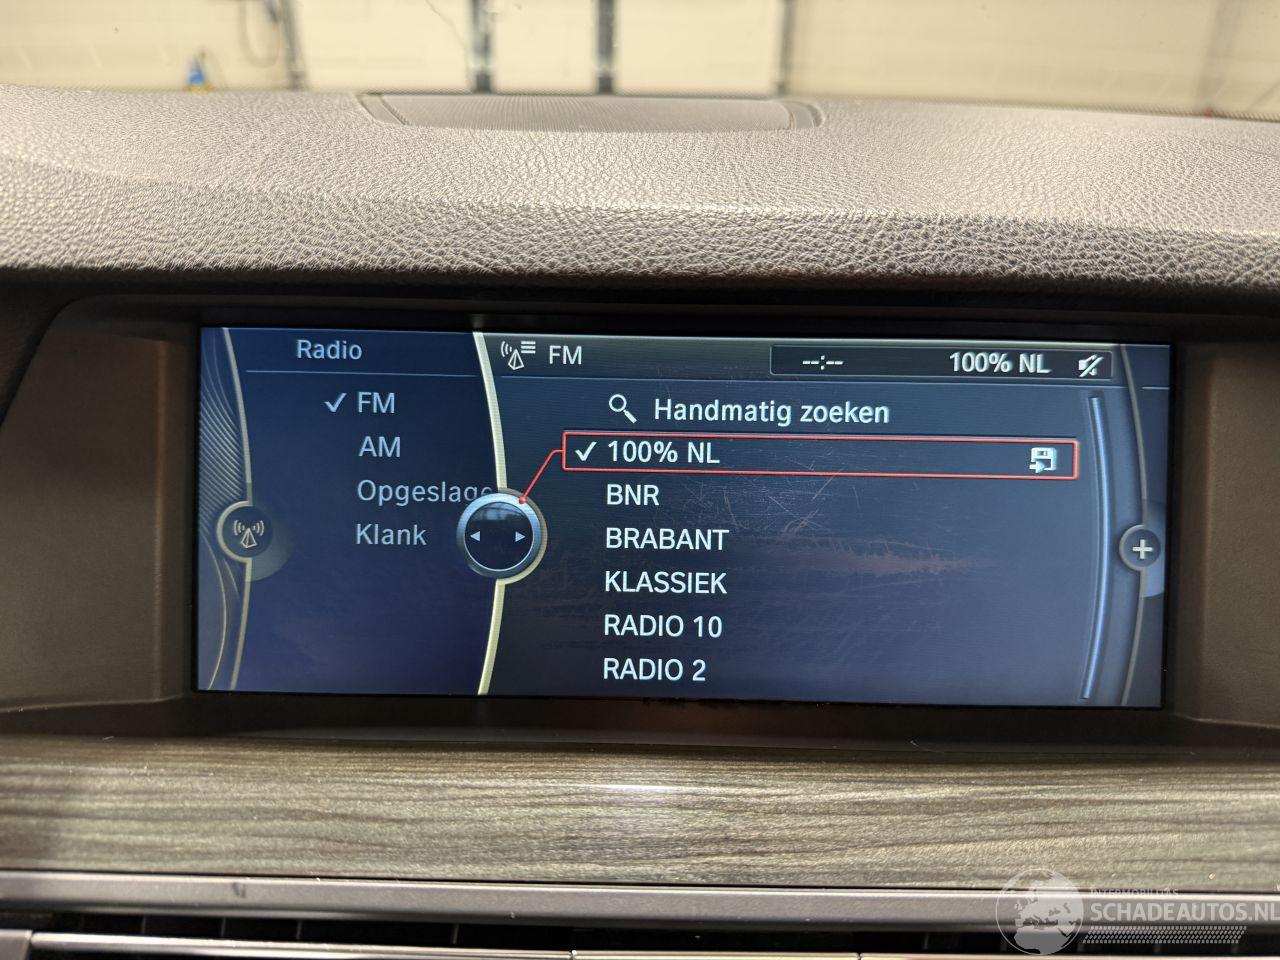 Radio
FM
AM
Opgeslage
Klank
FM
--:--
100% NL
Handmatig zoeken
100% NL
BNR
BRABANT
KLASSIEK
RADIO 10
RADIO 2
INTERMOBILITAS
SCHADEAUTOS.NL